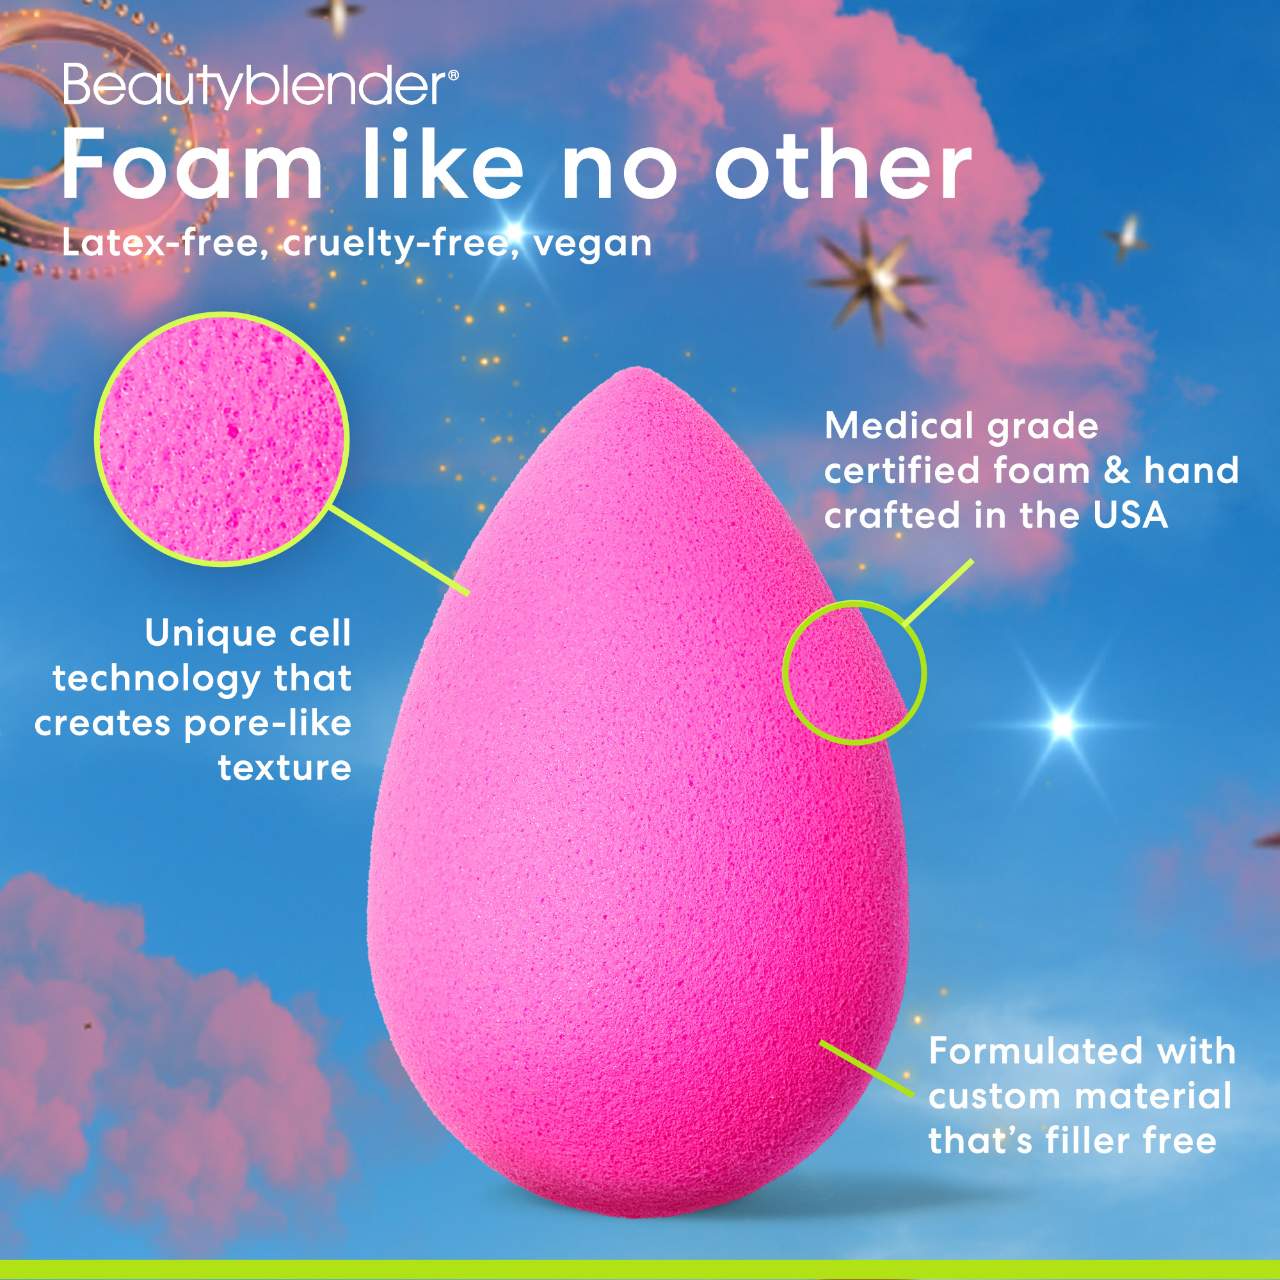 Beautyblender®
Foam like no other
Latex-free, cruelty-free, vegan
Medical grade
certified foam & hand
crafted in the USA
Unique cell
technology that
creates pore-like
texture
Formulated with
custom material
that's filler free